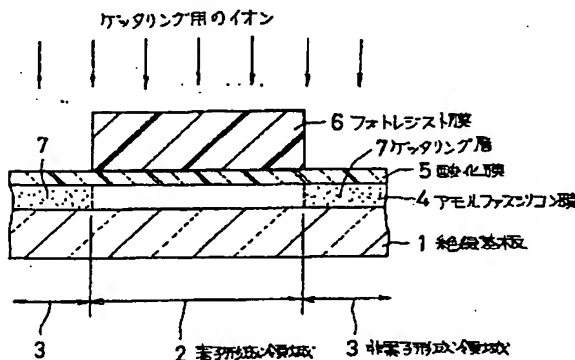 ゲッタリング用のイオン
6 フォトレジスト膜
7
7 ゲッタリング層
5 酸化膜
4 アモルファスシリコン膜
1 絶縁基板
3
2 素子形成領域
3 非素子形成領域